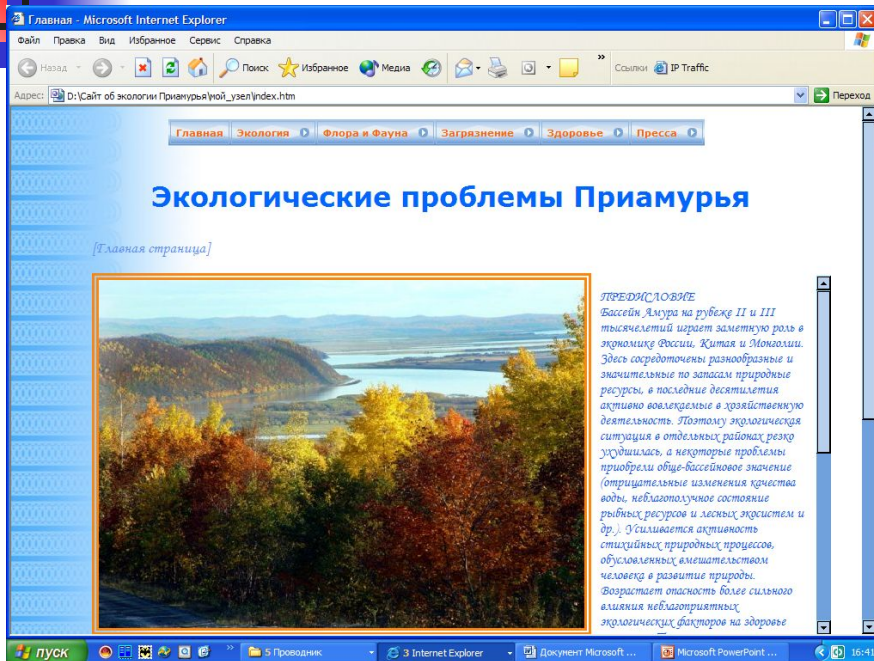 Главная - Microsoft Internet Explorer
Файл Правка Вид Избранное Сервис Справка
Назад Поиск Избранное Медиа » Ссылки IP Traffic
Адрес: D:\Сайт об экологии Приамурья\мой_узел\index.htm Переход
Главная Экология Флора и Фауна Загрязнение Здоровье Пресса
Экологические проблемы Приамурья
[Главная страница]
ПРЕДИСЛОВИЕ
Бассейн Амура на рубеже II и III
тысячелетий играет заметную роль в
экономике России, Китая и Монголии.
Здесь сосредоточены разнообразные и
значительные по запасам природные
ресурсы, в последние десятилетия
активно вовлекаемые в хозяйственную
деятельность. Поэтому экологическая
ситуация в отдельных районах резко
ухудшилась, а некоторые проблемы
приобрели обще-бассейновое значение
(отрицательные изменения качества
воды, неблагополучное состояние
рыбных ресурсов и лесных экосистем и
др.). Усиливается активность
стихийных природных процессов,
обусловленных вмешательством
человека в развитие природы.
Возрастает опасность более сильного
влияния неблагоприятных
экологических факторов на здоровье
пуск » 5 Проводник 3 Internet Explorer Документ Microsoft ... Microsoft PowerPoint ... 16:41